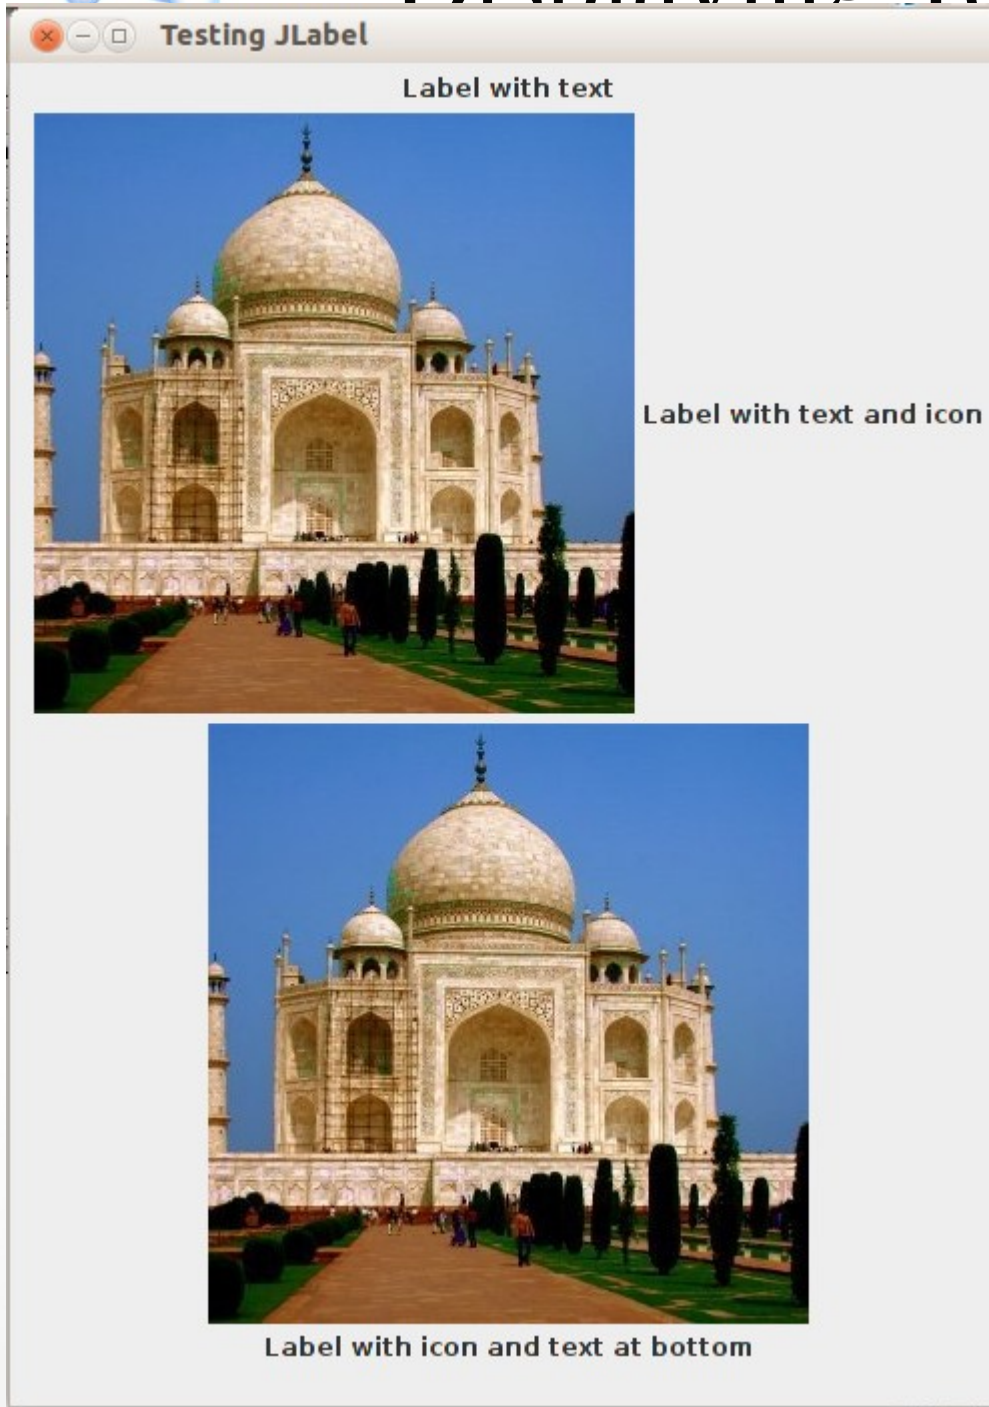 Testing JLabel
Label with text
Label with text and icon
Label with icon and text at bottom